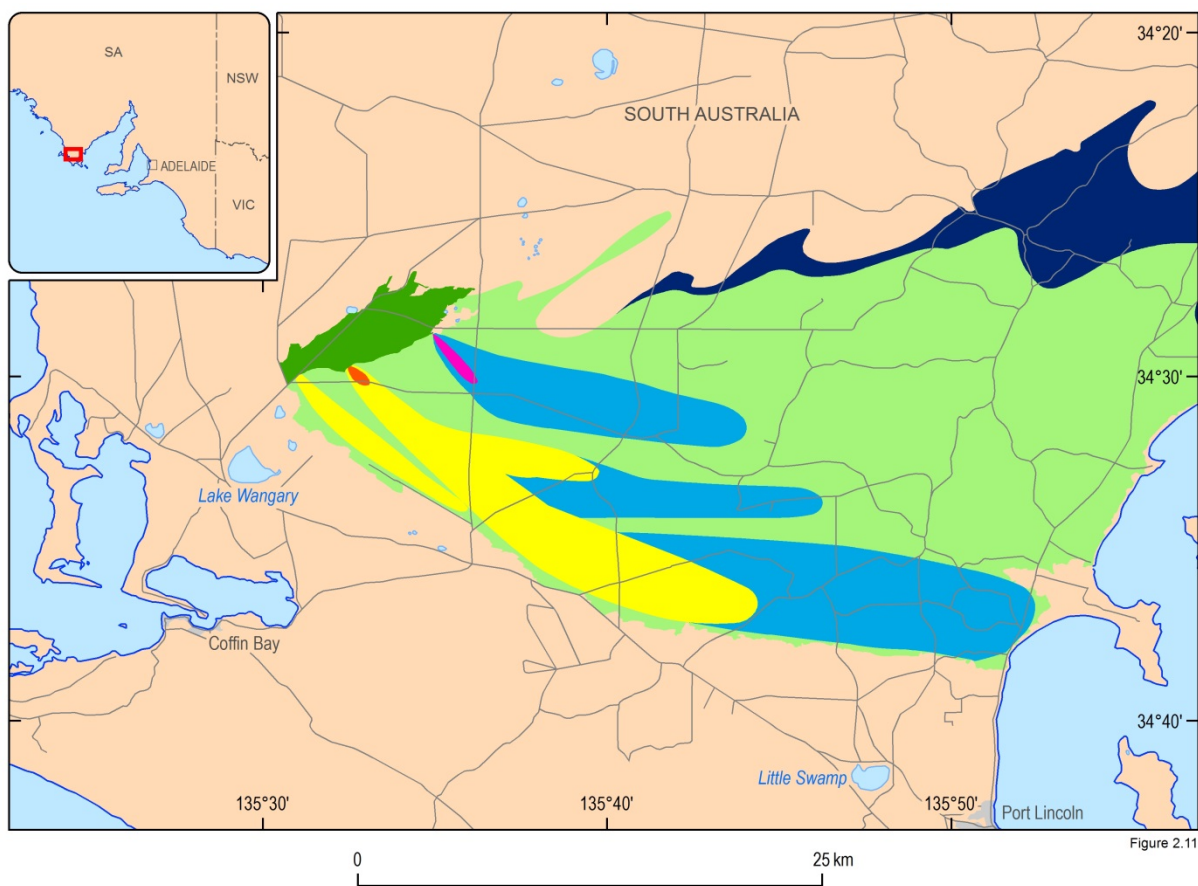 SA
NSW
ADELAIDE
VIC
SOUTH AUSTRALIA
34°20'
34°30'
Lake Wangary
Coffin Bay
34°40'
Little Swamp
135°30'
135°40'
135°50'
Port Lincoln
Figure 2.11
0
25 km